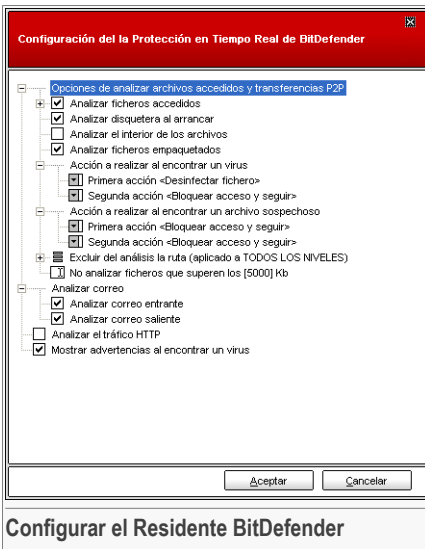 Configuración del la Protección en Tiempo Real de BitDefender
Opciones de analizar archivos accedidos y transferencias P2P
Analizar ficheros accedidos
Analizar disquetera al arrancar
Analizar el interior de los archivos
Analizar ficheros empaquetados
Acción a realizar al encontrar un virus
Primera acción <Desinfectar fichero>
Segunda acción <Bloquear acceso y seguir>
Acción a realizar al encontrar un archivo sospechoso
Primera acción <Bloquear acceso y seguir>
Segunda acción <Bloquear acceso y seguir>
Excluir del análisis la ruta (aplicado a TODOS LOS NIVELES)
No analizar ficheros que superen los [5000] Kb
Analizar correo
Analizar correo entrante
Analizar correo saliente
Analizar el tráfico HTTP
Mostrar advertencias al encontrar un virus
Aceptar Cancelar
Configurar el Residente BitDefender